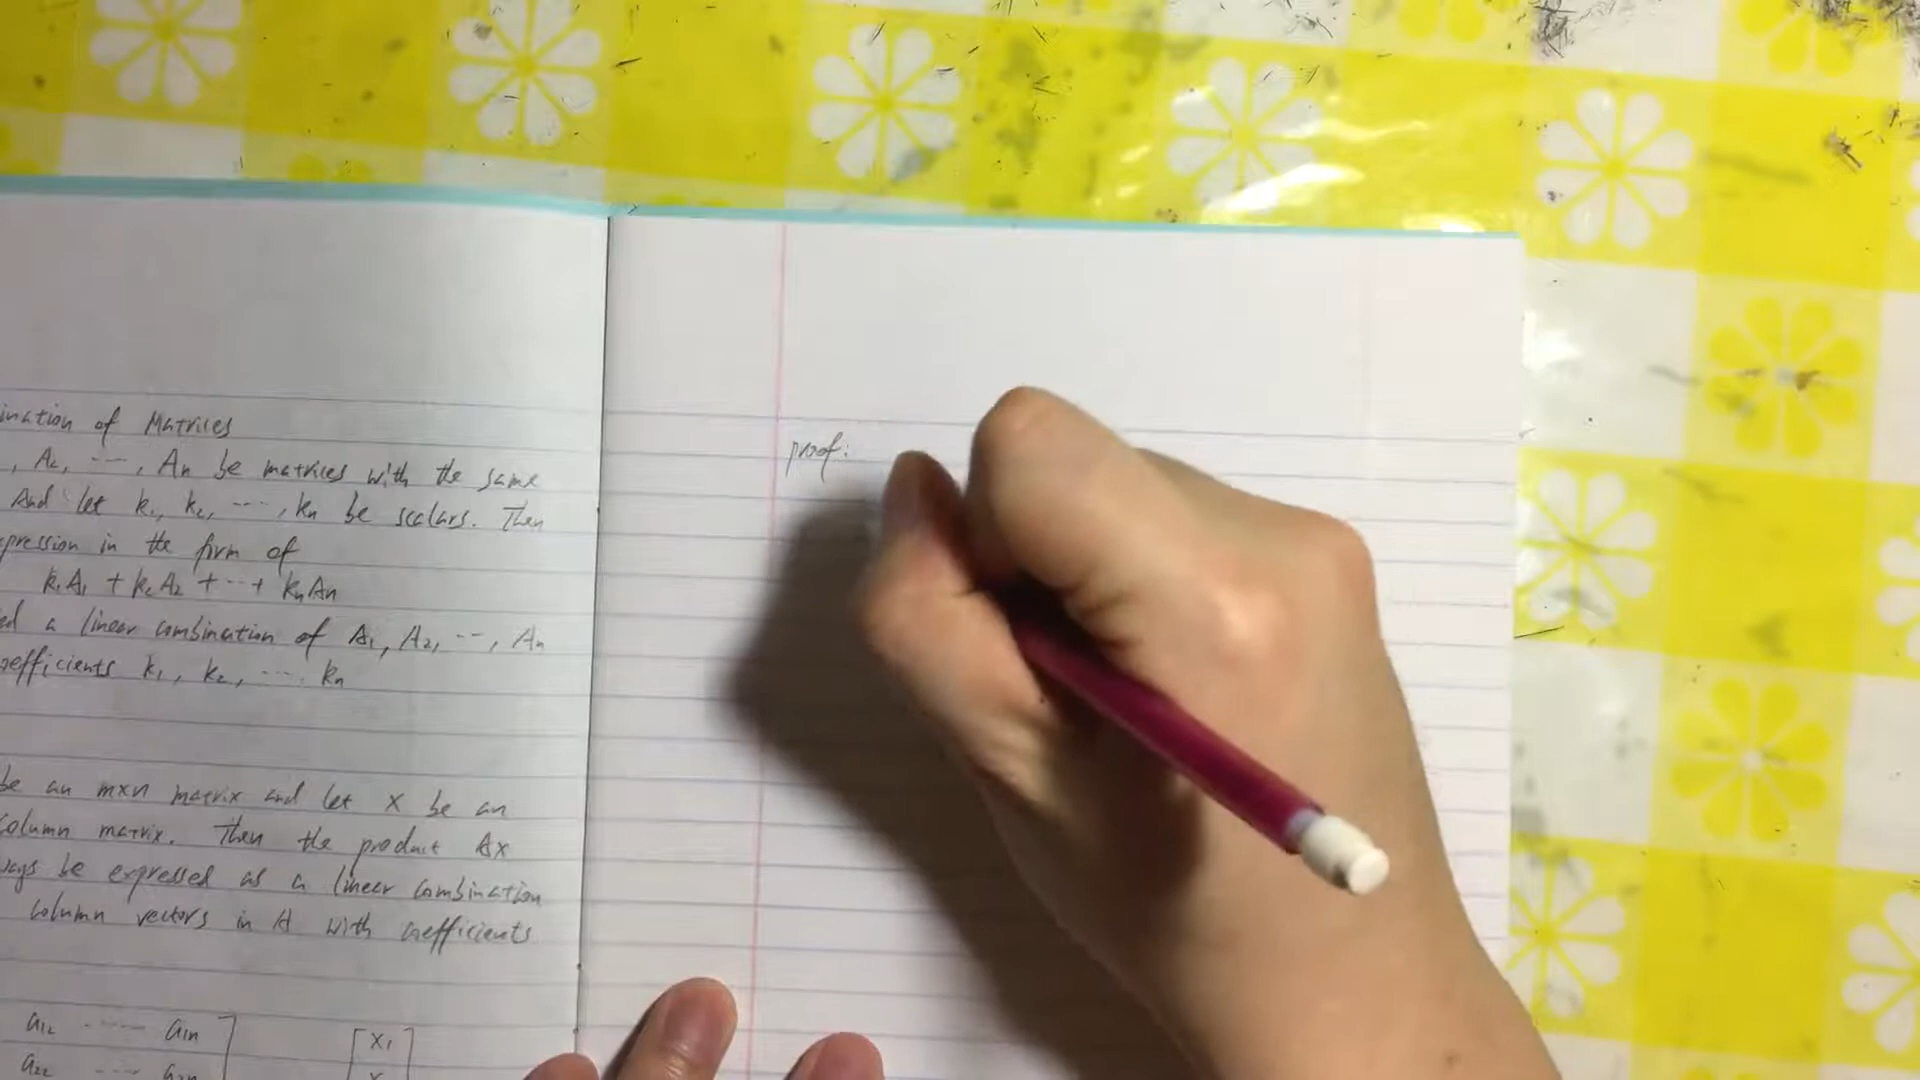 ination of Matrices
, A2, ---, An be matrices with the same
And let k1, k2, ---, kn be scalars. Then
pression in the form of
k1A1 + k2A2 + -- + knAn
ed a linear combination of A1, A2, --, An
oefficients k1, k2, ---. kn
be an mxn matrix and let x be an
column matrix. Then the product Ax
ways be expressed as a linear combination
column vectors in A with coefficients
a12 ---- a1n x1
a22 ---- a2n
proof: